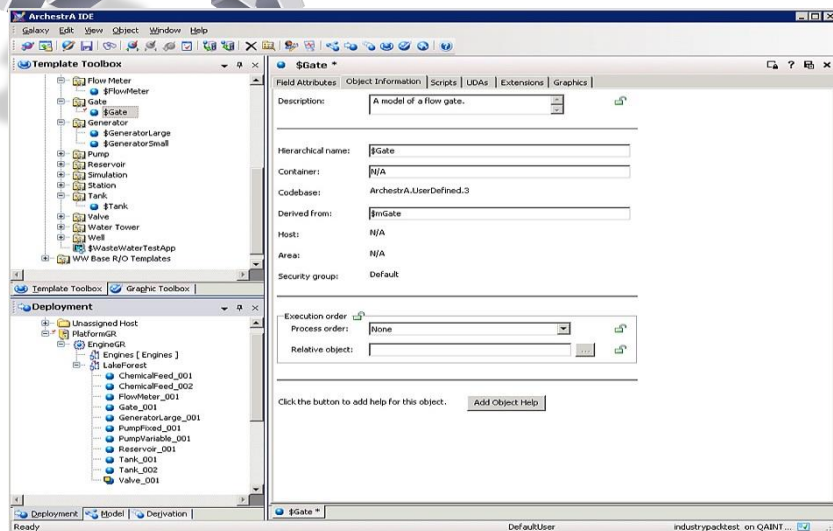 ArchestrA IDE
Galaxy Edit View Object Window Help
Template Toolbox
Flow Meter
$FlowMeter
Gate
$Gate
Generator
$GeneratorLarge
$GeneratorSmall
Pump
Reservoir
Simulation
Station
Tank
$Tank
Valve
Water Tower
Well
$WasteWaterTestApp
WW Base R/O Templates
Template Toolbox Graphic Toolbox
Deployment
Unassigned Host
PlatformGR
EngineGR
Engines [ Engines ]
LakeForest
ChemicalFeed_001
ChemicalFeed_002
FlowMeter_001
Gate_001
GeneratorLarge_001
PumpFixed_001
PumpVariable_001
Reservoir_001
Tank_001
Tank_002
Valve_001
Deployment Model Derivation
$Gate *
Field Attributes Object Information Scripts UDAs Extensions Graphics
Description: A model of a flow gate.
Hierarchical name: $Gate
Container: N/A
Codebase: ArchestrA.UserDefined.3
Derived from: $mGate
Host: N/A
Area: N/A
Security group: Default
Execution order
Process order: None
Relative object: ...
Click the button to add help for this object. Add Object Help
$Gate *
Ready DefaultUser industrypacktest on QAINT...